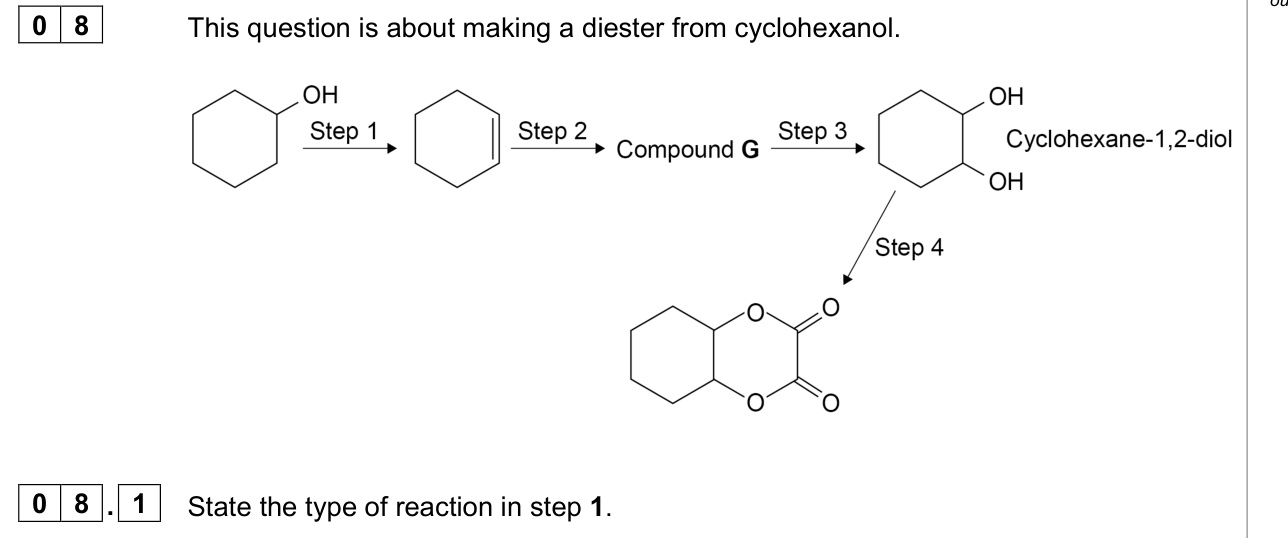 ou
0 8 This question is about making a diester from cyclohexanol.
OH
Step 1
Step 2
Compound G
Step 3
OH
OH
Cyclohexane-1,2-diol
Step 4
O
O
O
O
0 8 . 1 State the type of reaction in step 1.